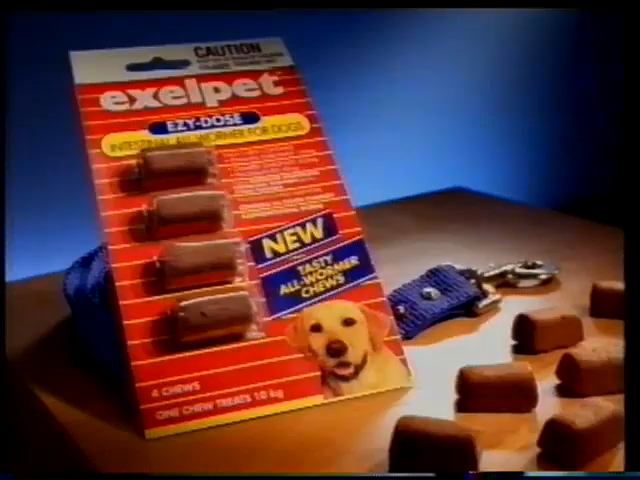 CAUTION
exelpet
EZY-DOSE
INTESTINAL ALL-WORMER FOR DOGS
NEW
TASTY
ALL-WORMER
CHEWS
4 CHEWS
ONE CHEW TREATS 10 kg